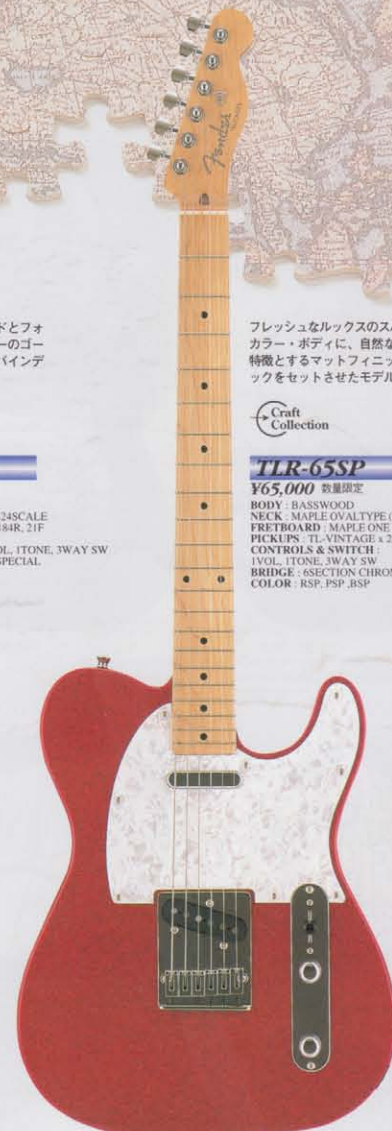 Fender
ドとフォ
ーのゴー
バインデ
24SCALE
184R, 21F
OL, 1TONE, 3WAY SW
SPECIAL
フレッシュなルックスのス
カラー・ボディに、自然な
特徴とするマットフィニッ
ックをセットさせたモデル
Craft
Collection
TLR-65SP
¥65,000 数量限定
BODY : BASSWOOD
NECK : MAPLE OVALTYPE (
FRETBOARD : MAPLE ONE
PICKUPS : TL-VINTAGE x 2
CONTROLS & SWITCH :
1VOL, 1TONE, 3WAY SW
BRIDGE : 6SECTION CHROM
COLOR : RSP, PSP ,BSP